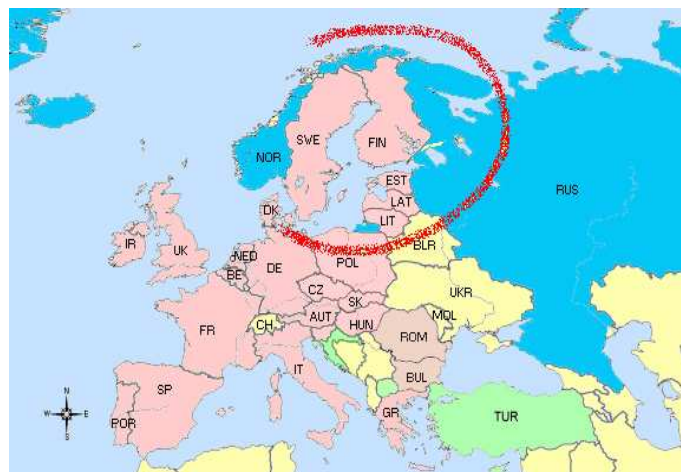 SWE
FIN
NOR
RUS
EST
LAT
LIT
DK
BLR
IR
UK
NED
BE
DE
POL
CZ
UKR
SK
MOL
AUT
HUN
CH
FR
ROM
IT
SP
BUL
POR
GR
TUR
N
W
E
S